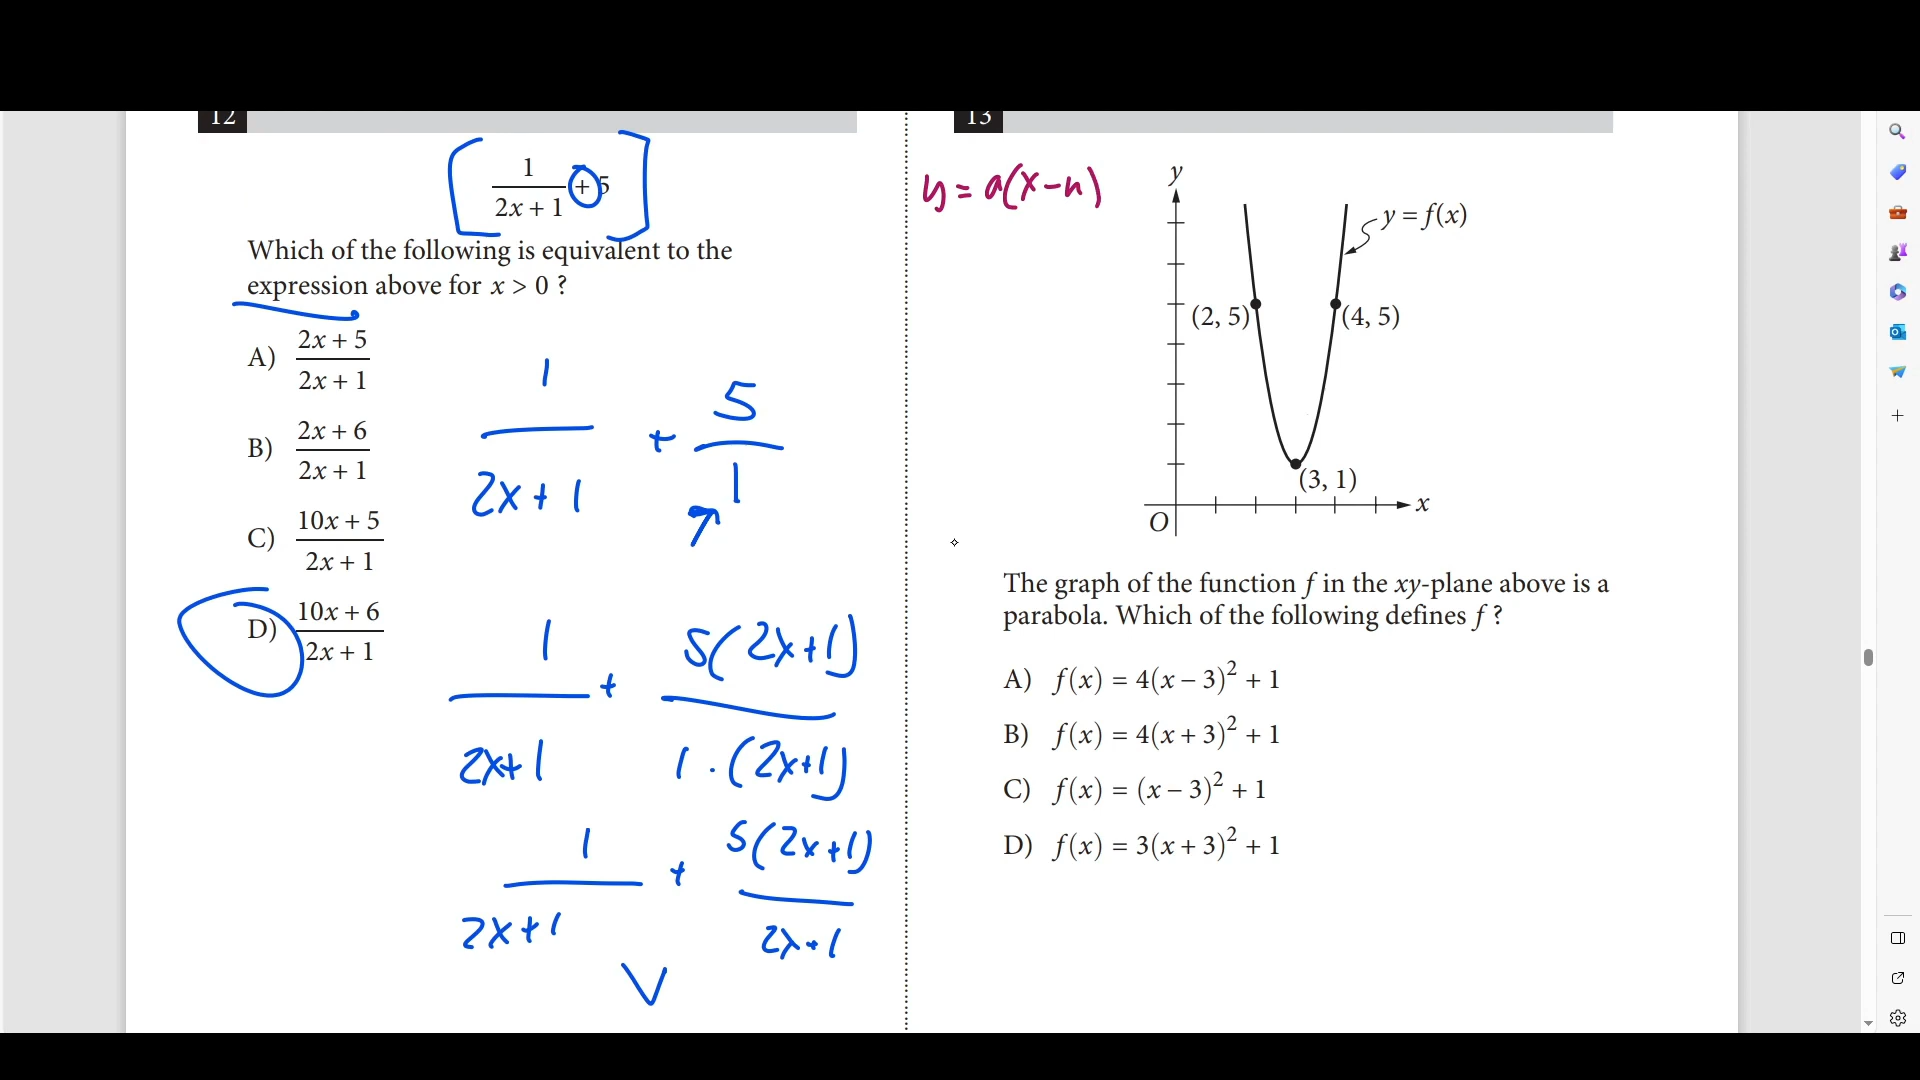 12
1
2x + 1
+ 5
Which of the following is equivalent to the
expression above for x > 0 ?
A) 2x + 5
2x + 1
B) 2x + 6
2x + 1
C) 10x + 5
2x + 1
D) 10x + 6
2x + 1
1 + 5
2x + 1 1
1 + 5(2x+1)
2x+1 1 · (2x+1)
1 + 5(2x+1)
2x+1 2x+1
13
y = a(x-h)
y
y = f(x)
(2, 5)
(4, 5)
(3, 1)
x
O
The graph of the function f in the xy-plane above is a
parabola. Which of the following defines f ?
A) f(x) = 4(x − 3)² + 1
B) f(x) = 4(x + 3)² + 1
C) f(x) = (x − 3)² + 1
D) f(x) = 3(x + 3)² + 1